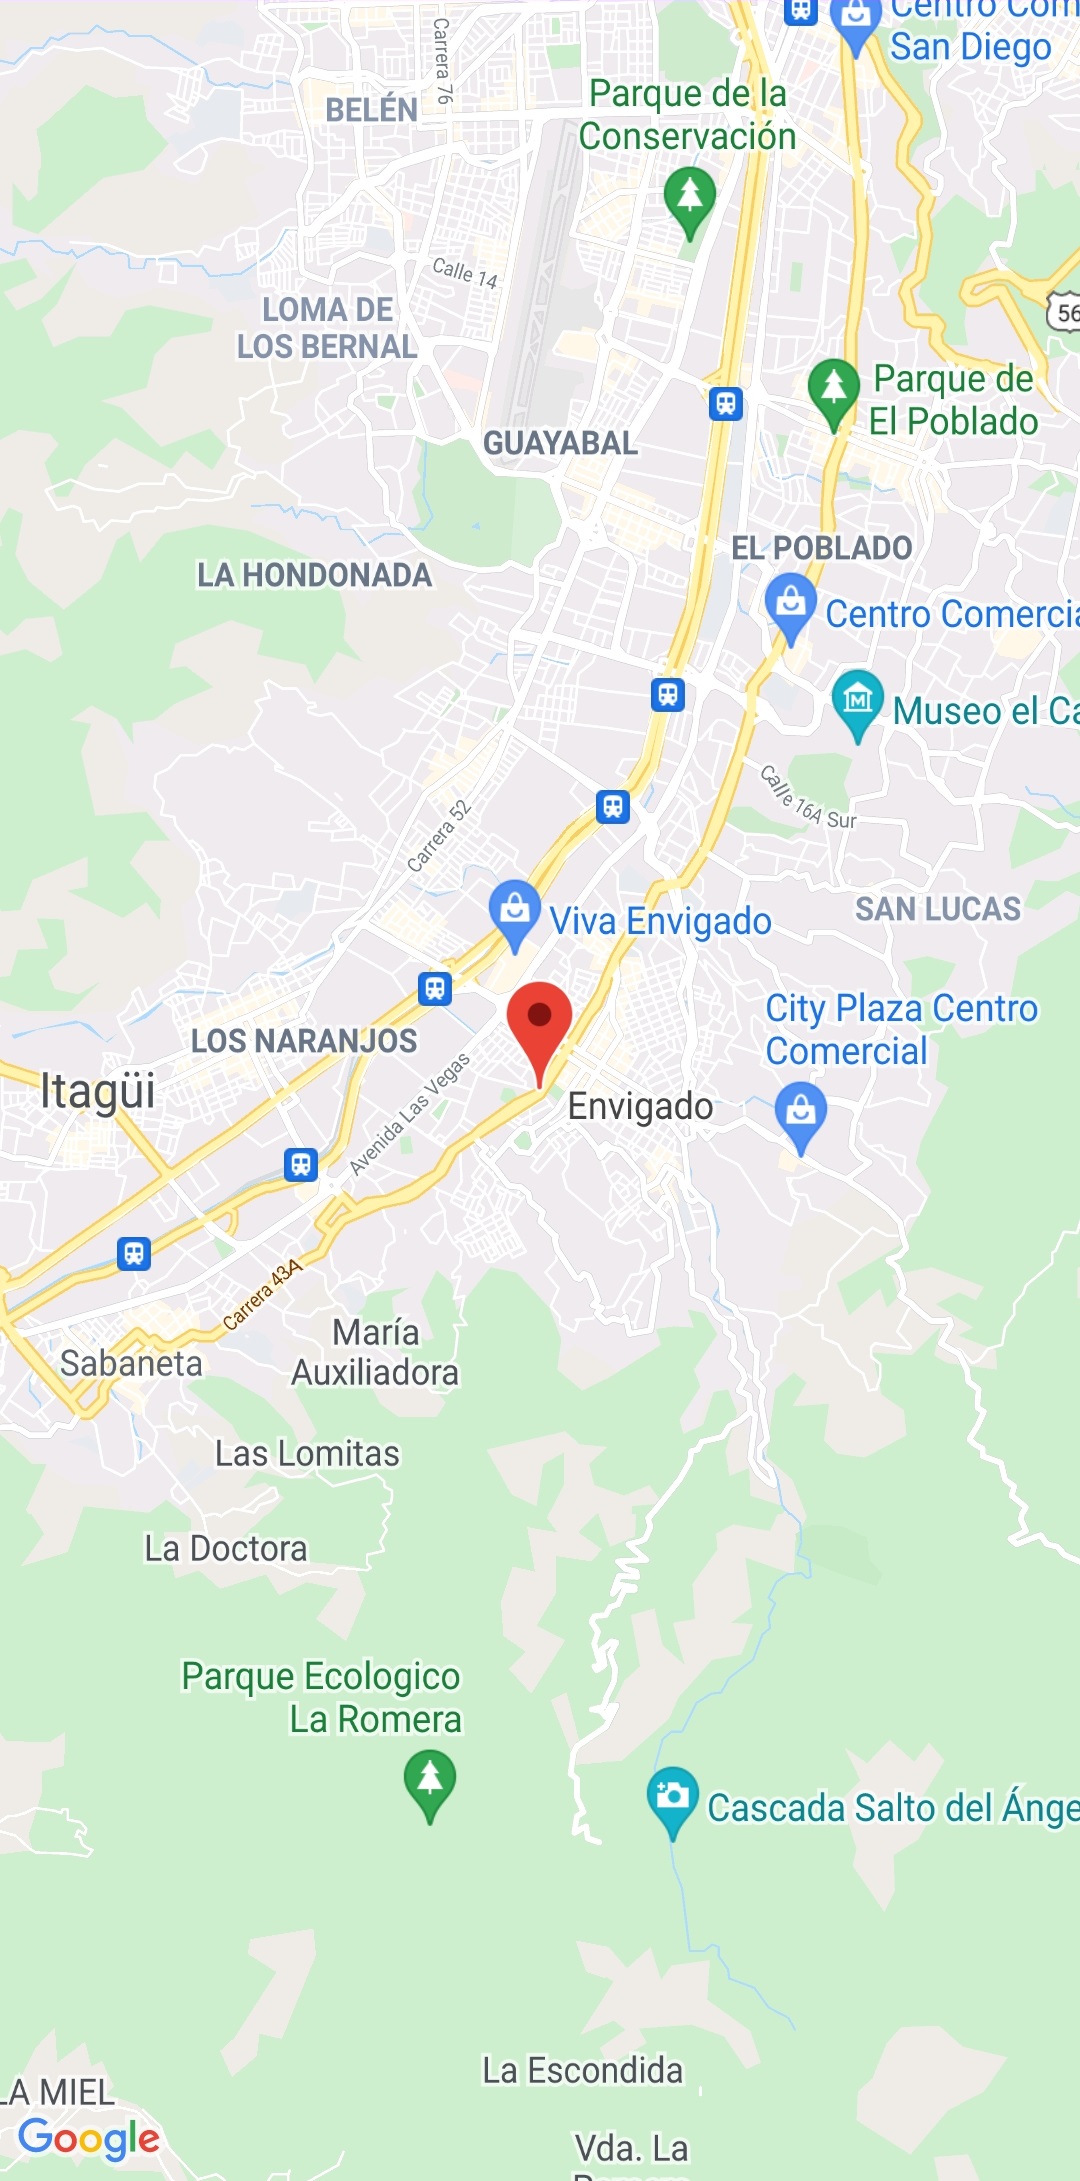 Centro Com
San Diego
Carrera 76
Parque de la
Conservación
BELÉN
Calle 14
LOMA DE
LOS BERNAL
56
Parque de
El Poblado
GUAYABAL
EL POBLADO
LA HONDONADA
Centro Comercia
Museo el Ca
Calle 16A Sur
Carrera 52
SAN LUCAS
Viva Envigado
City Plaza Centro
Comercial
LOS NARANJOS
Itagüi
Avenida Las Vegas
Envigado
Carrera 43A
María
Auxiliadora
Sabaneta
Las Lomitas
La Doctora
Parque Ecologico
La Romera
Cascada Salto del Ánge
La Escondida
LA MIEL
Google
Vda. La